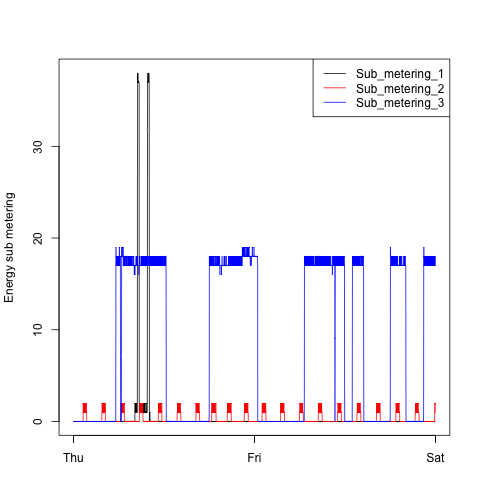 Sub_metering_1
Sub_metering_2
Sub_metering_3
Energy sub metering
30
20
10
0
Thu Fri Sat